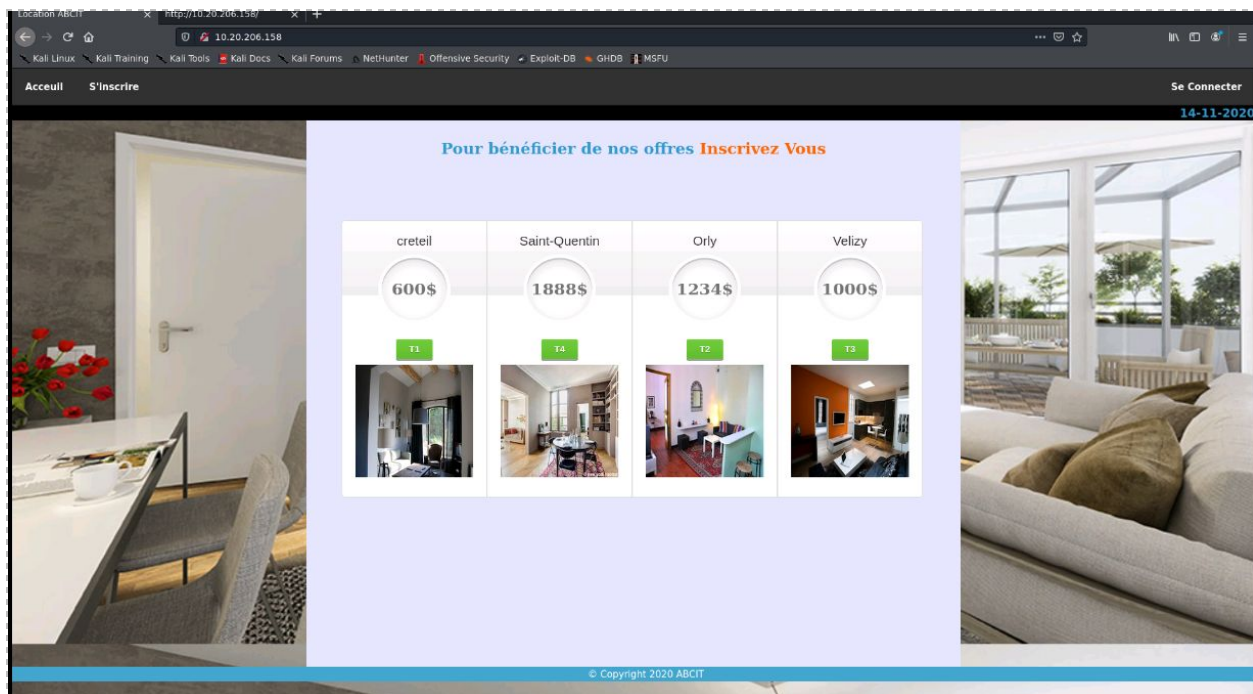 Location ABCIT × http://10.20.206.158/ × +
10.20.206.158
Kali Linux Kali Training Kali Tools Kali Docs Kali Forums NetHunter Offensive Security Exploit-DB GHDB MSFU
Acceuil S'inscrire Se Connecter
14-11-2020
Pour bénéficier de nos offres Inscrivez Vous
creteil Saint-Quentin Orly Velizy
600$ 1888$ 1234$ 1000$
T1 T4 T2 T3
© Copyright 2020 ABCIT